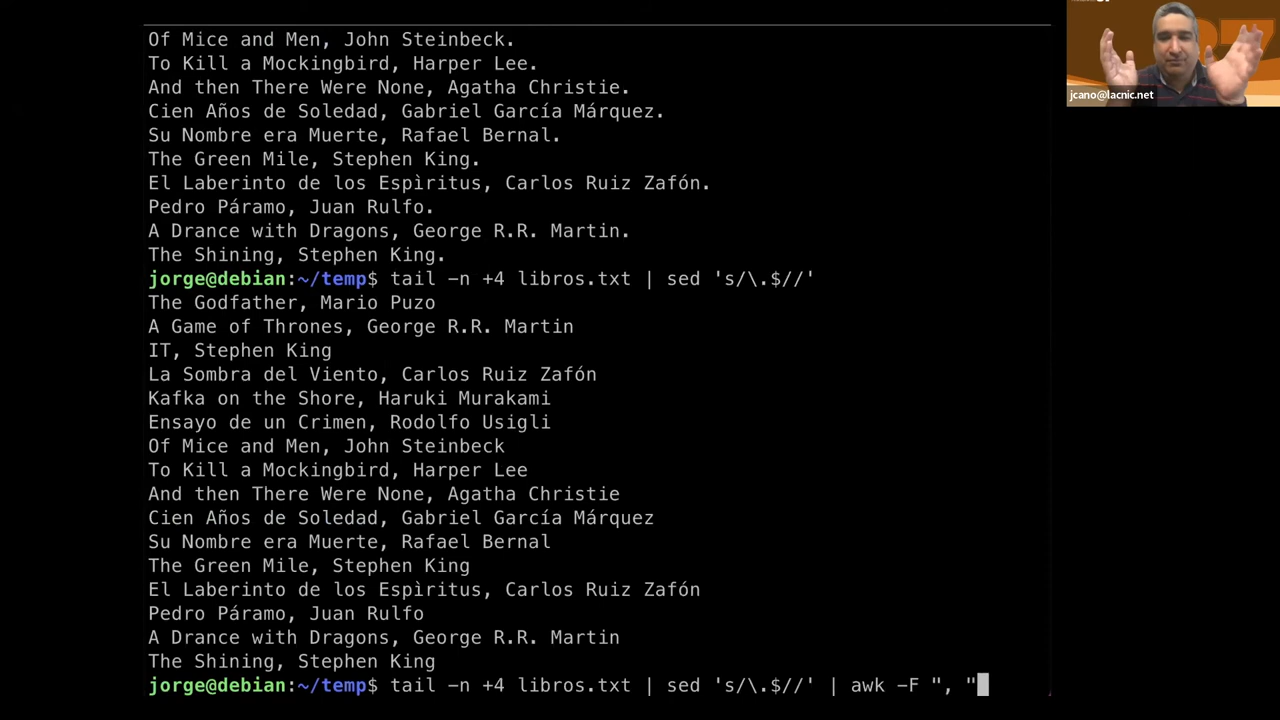 Of Mice and Men, John Steinbeck.
To Kill a Mockingbird, Harper Lee.
And then There Were None, Agatha Christie.
Cien Años de Soledad, Gabriel García Márquez.
Su Nombre era Muerte, Rafael Bernal.
The Green Mile, Stephen King.
El Laberinto de los Espìritus, Carlos Ruiz Zafón.
Pedro Páramo, Juan Rulfo.
A Drance with Dragons, George R.R. Martin.
The Shining, Stephen King.
jorge@debian:~/temp$ tail -n +4 libros.txt | sed 's/\.$//'
The Godfather, Mario Puzo
A Game of Thrones, George R.R. Martin
IT, Stephen King
La Sombra del Viento, Carlos Ruiz Zafón
Kafka on the Shore, Haruki Murakami
Ensayo de un Crimen, Rodolfo Usigli
Of Mice and Men, John Steinbeck
To Kill a Mockingbird, Harper Lee
And then There Were None, Agatha Christie
Cien Años de Soledad, Gabriel García Márquez
Su Nombre era Muerte, Rafael Bernal
The Green Mile, Stephen King
El Laberinto de los Espìritus, Carlos Ruiz Zafón
Pedro Páramo, Juan Rulfo
A Drance with Dragons, George R.R. Martin
The Shining, Stephen King
jorge@debian:~/temp$ tail -n +4 libros.txt | sed 's/\.$//' | awk -F ", "
jcano@lacnic.net